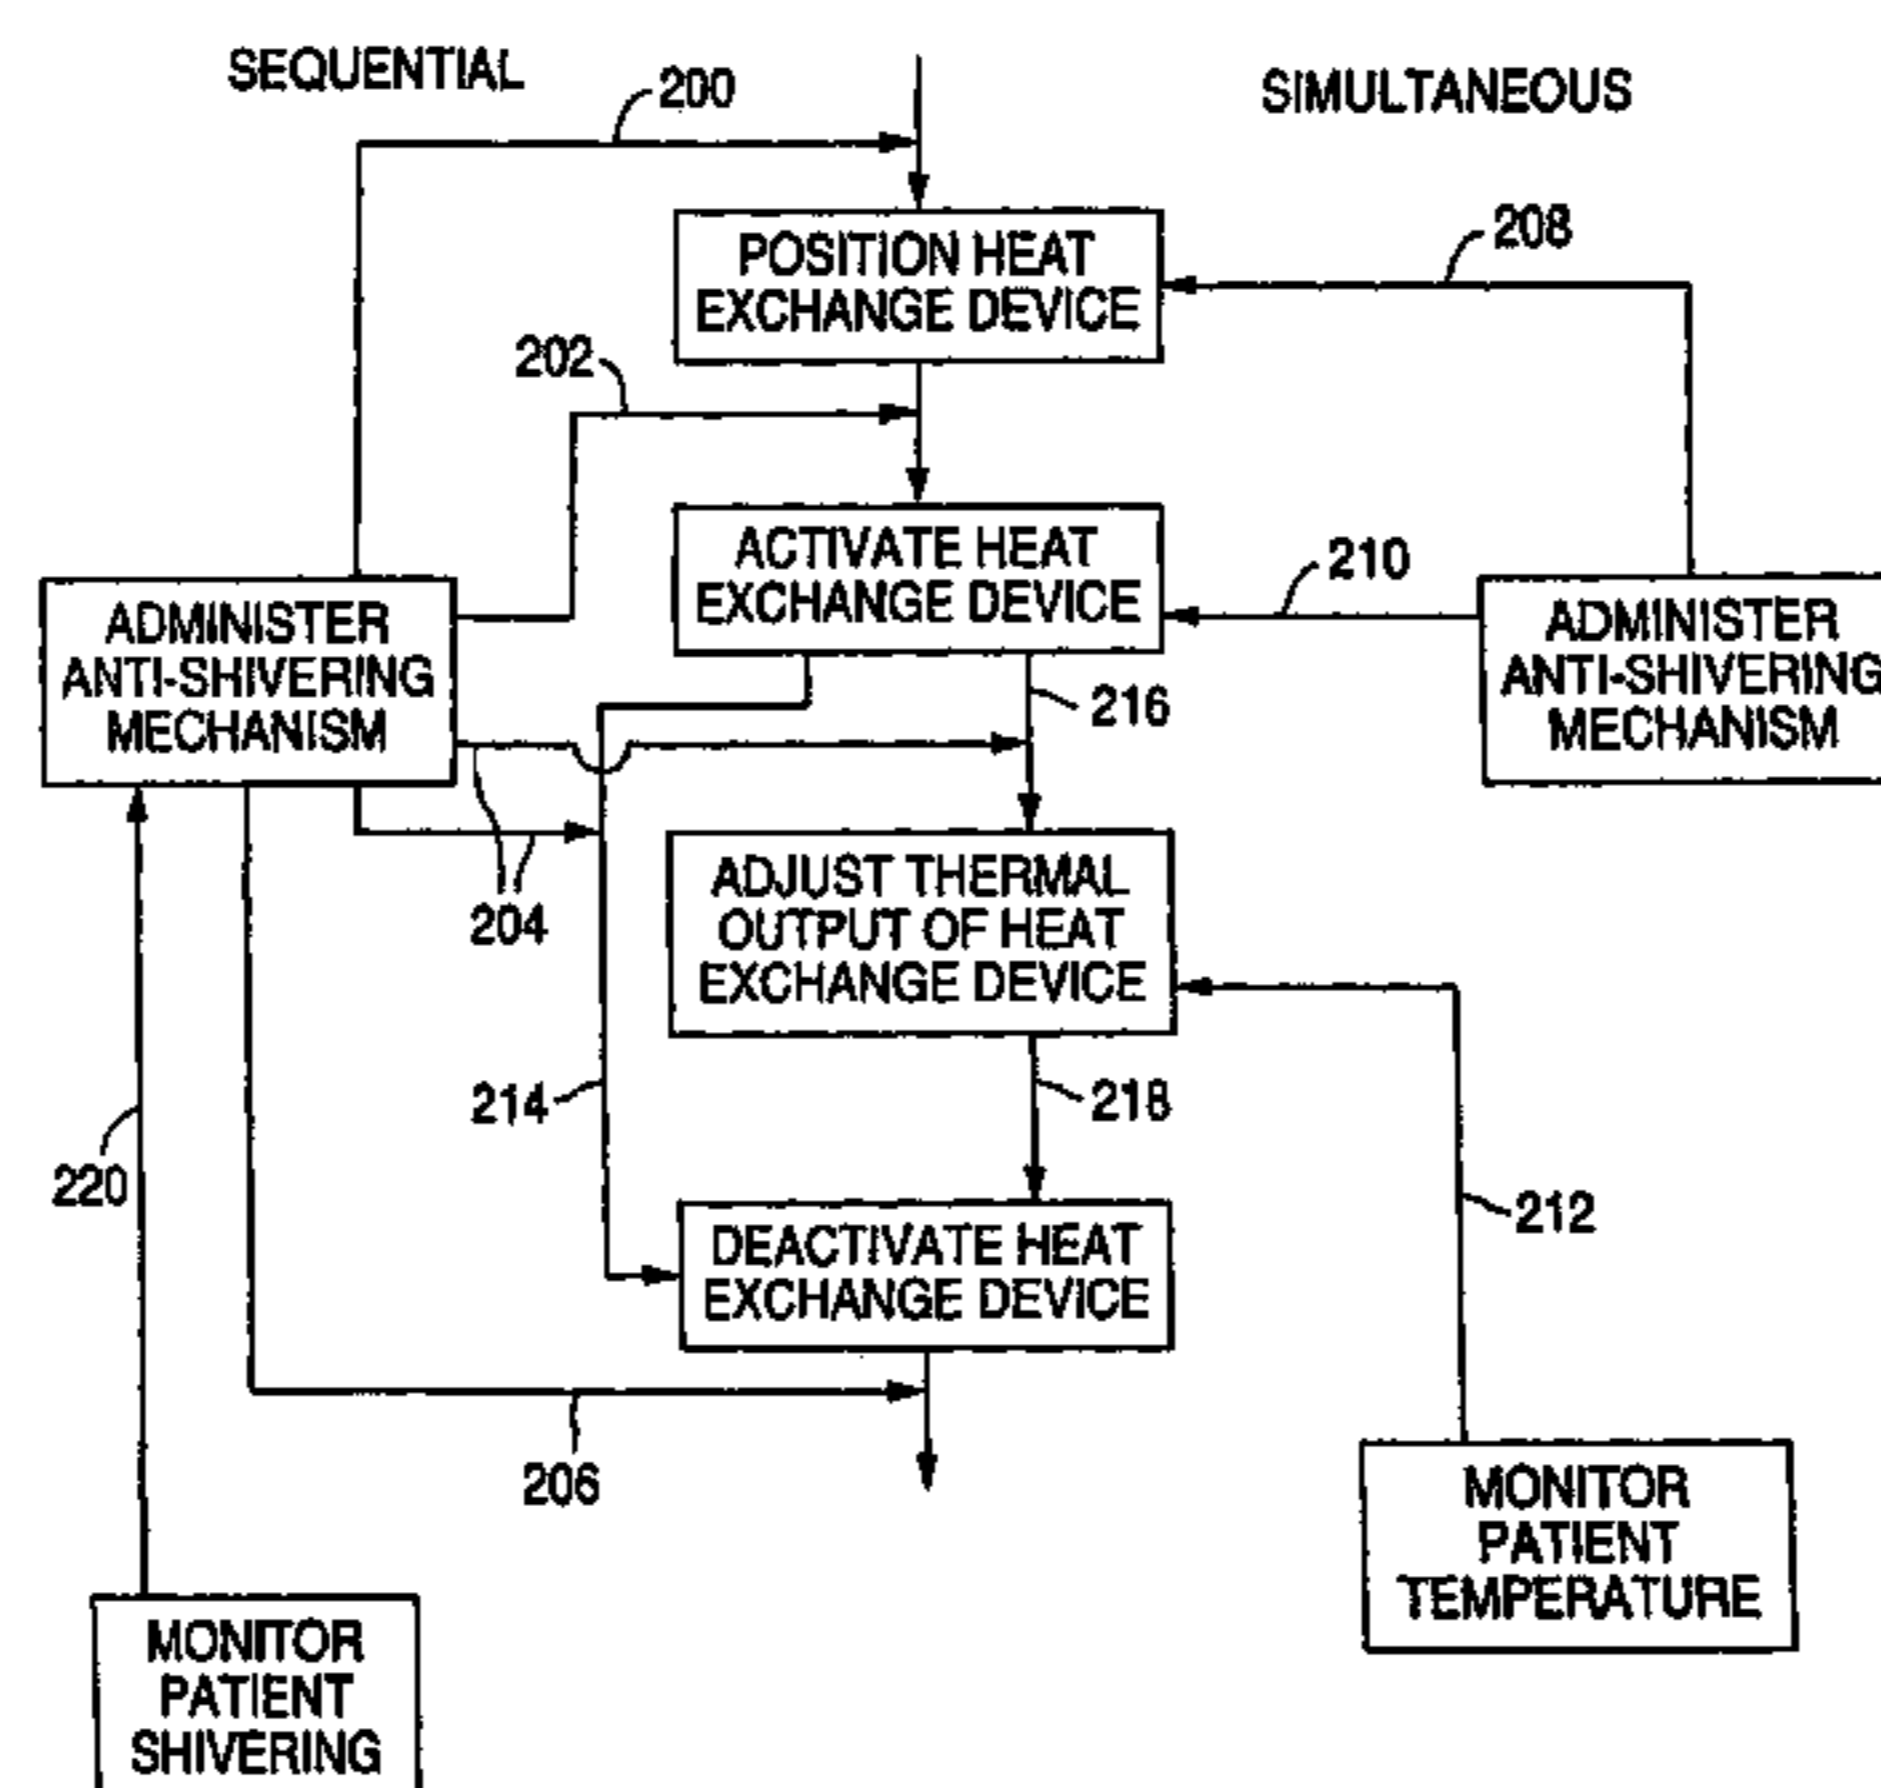 SEQUENTIAL
200
SIMULTANEOUS
POSITION HEAT
EXCHANGE DEVICE
208
202
ACTIVATE HEAT
EXCHANGE DEVICE
210
ADMINISTER
ANTI-SHIVERING
MECHANISM
ADMINISTER
ANTI-SHIVERING
MECHANISM
216
204
ADJUST THERMAL
OUTPUT OF HEAT
EXCHANGE DEVICE
214
218
220
212
DEACTIVATE HEAT
EXCHANGE DEVICE
206
MONITOR
PATIENT
TEMPERATURE
MONITOR
PATIENT
SHIVERING